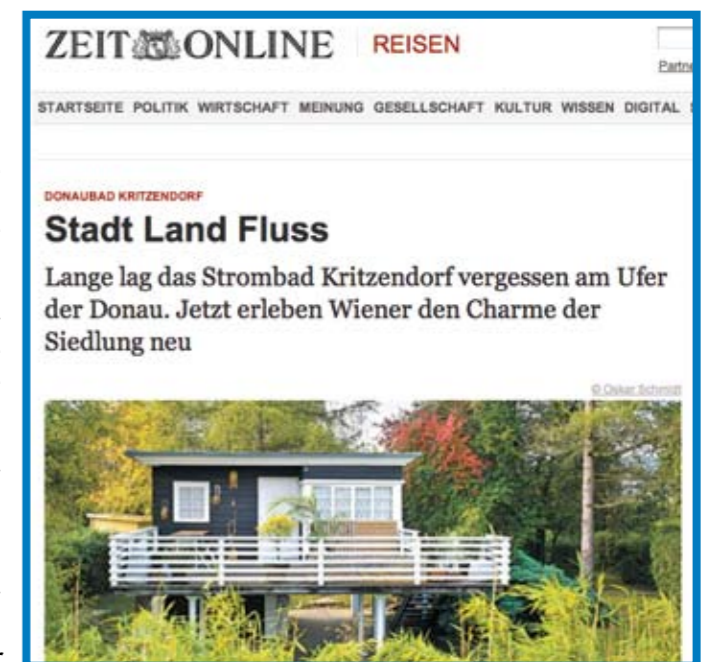 ZEIT ONLINE REISEN
Partne
STARTSEITE POLITIK WIRTSCHAFT MEINUNG GESELLSCHAFT KULTUR WISSEN DIGITAL
DONAUBAD KRITZENDORF
Stadt Land Fluss
Lange lag das Strombad Kritzendorf vergessen am Ufer
der Donau. Jetzt erleben Wiener den Charme der
Siedlung neu
© Oskar Schmidt